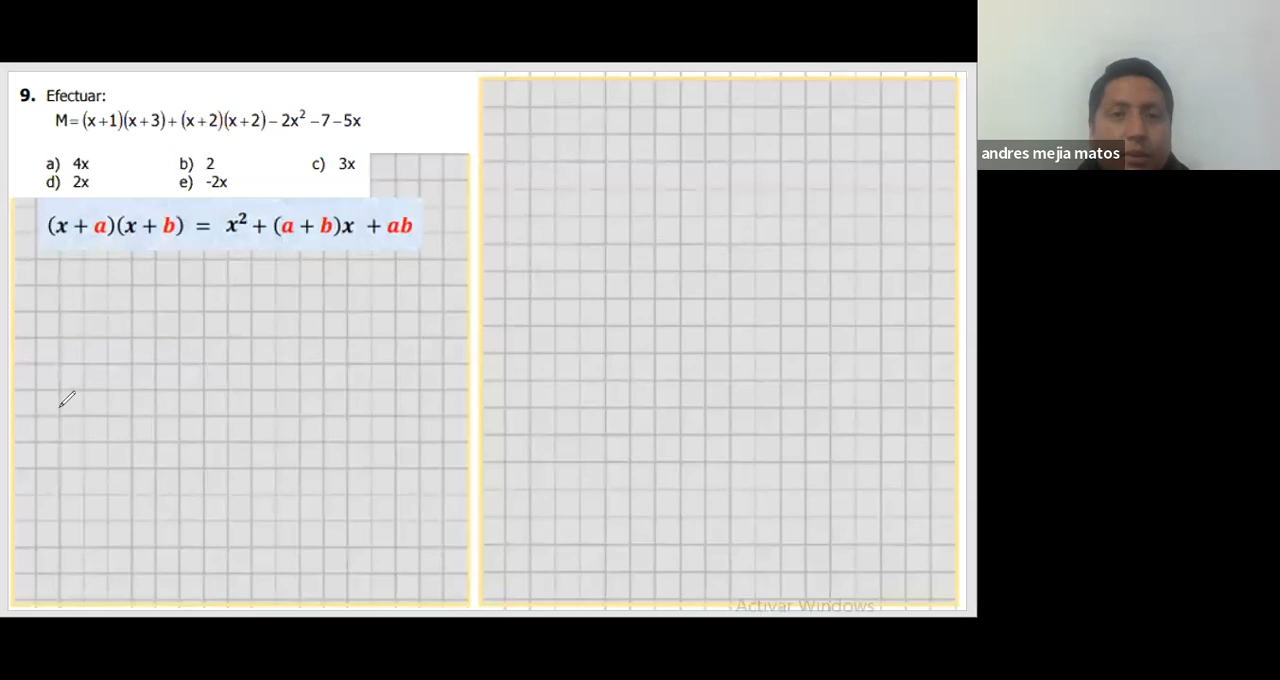 9. Efectuar:
M= (x+1)(x+3)+(x+2)(x+2)−2x²−7−5x
a) 4x b) 2 c) 3x
d) 2x e) -2x
(x + a)(x + b) = x² + (a + b)x + ab
andres mejia matos
Activar Windows